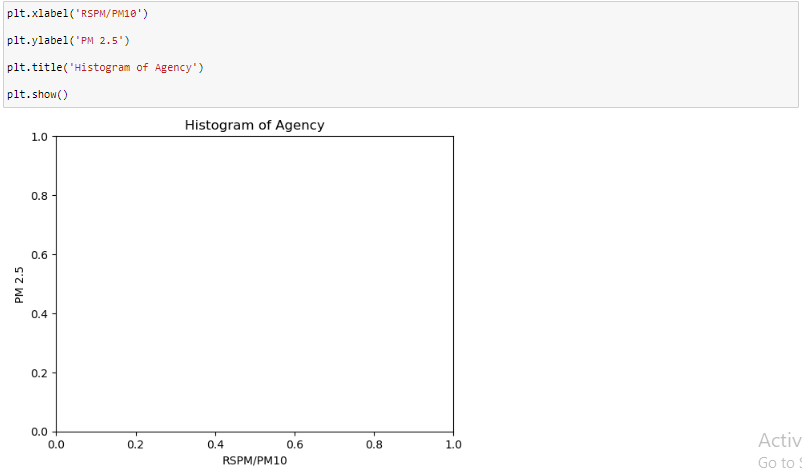 plt.xlabel('RSPM/PM10')
plt.ylabel('PM 2.5')
plt.title('Histogram of Agency')
plt.show()
Histogram of Agency
1.0
0.8
0.6
0.4
0.2
0.0
PM 2.5
0.0 0.2 0.4 0.6 0.8 1.0
RSPM/PM10
Activ
Go to